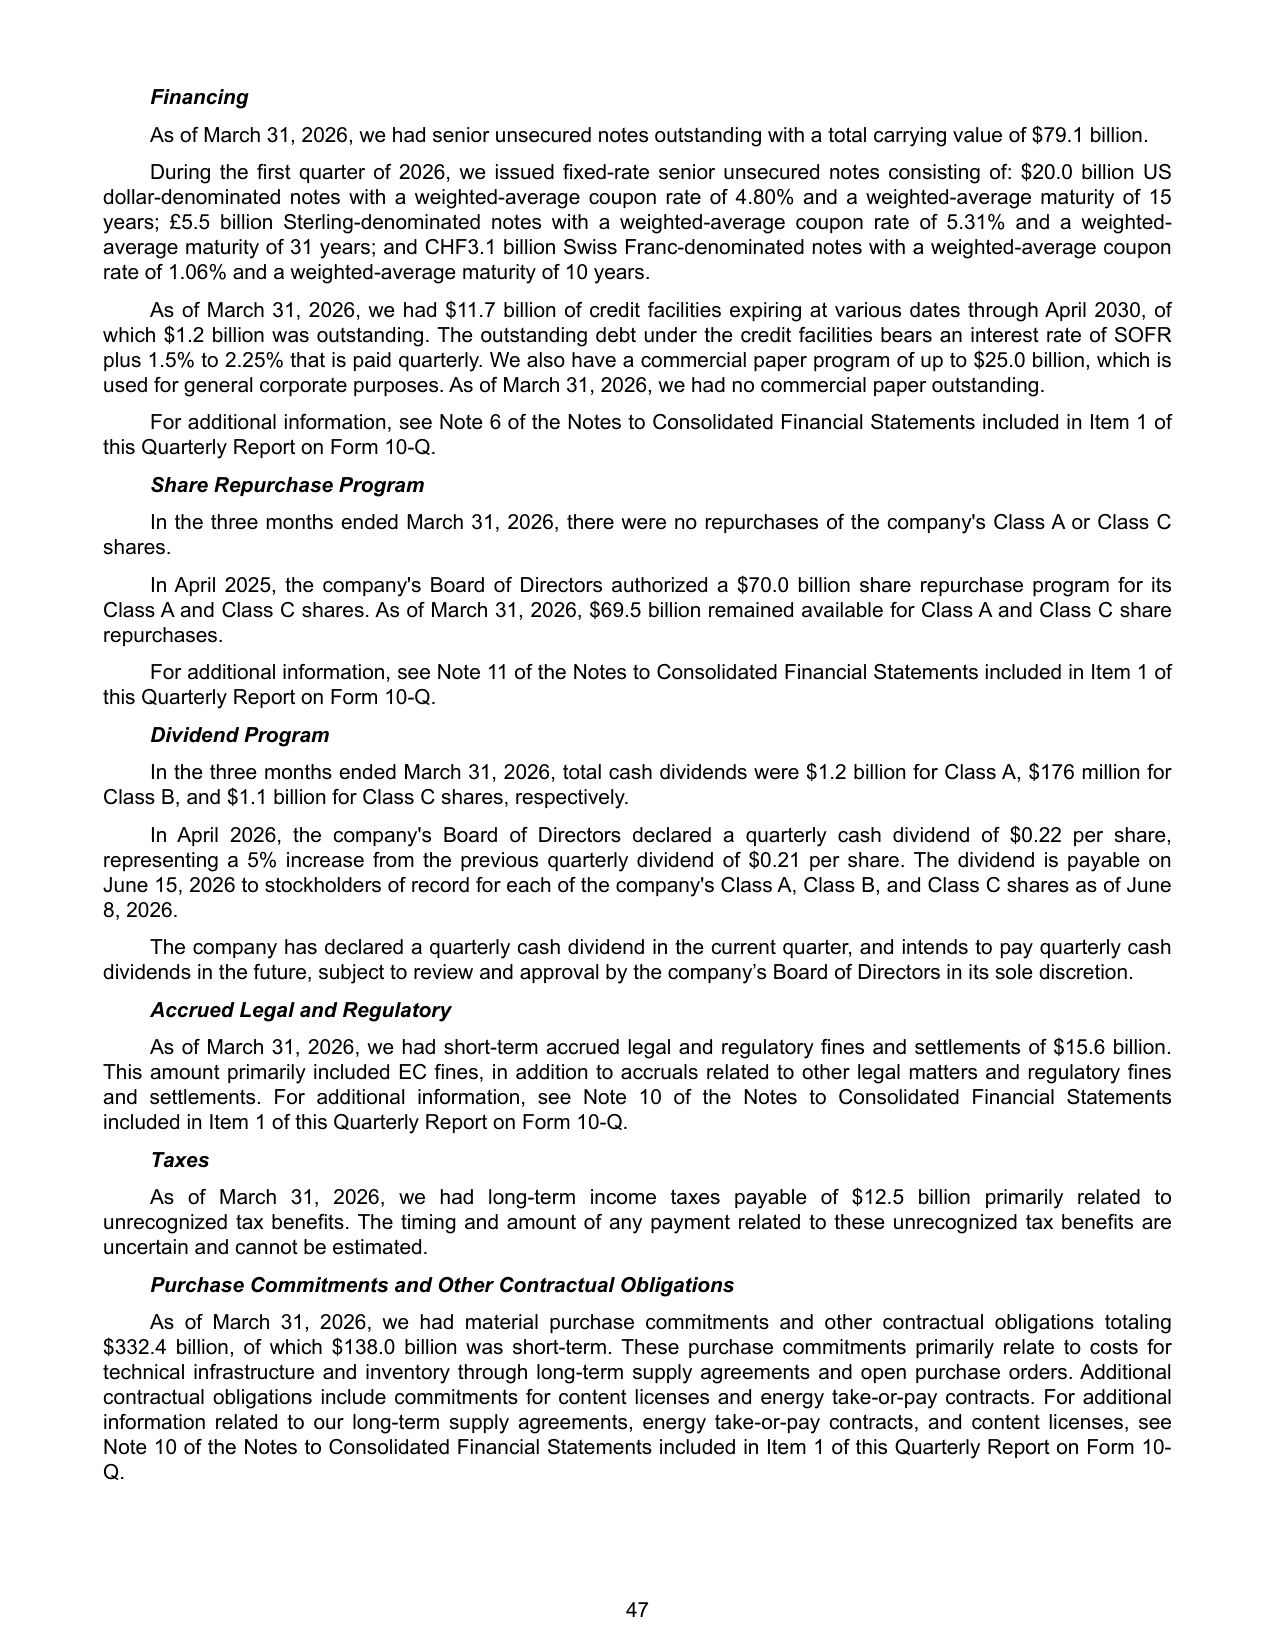 Financing
As of March 31, 2026, we had senior unsecured notes outstanding with a total carrying value of $79.1 billion.
During the first quarter of 2026, we issued fixed-rate senior unsecured notes consisting of: $20.0 billion US
dollar-denominated notes with a weighted-average coupon rate of 4.80% and a weighted-average maturity of 15
years; £5.5 billion Sterling-denominated notes with a weighted-average coupon rate of 5.31% and a weighted-
average maturity of 31 years; and CHF3.1 billion Swiss Franc-denominated notes with a weighted-average coupon
rate of 1.06% and a weighted-average maturity of 10 years.
As of March 31, 2026, we had $11.7 billion of credit facilities expiring at various dates through April 2030, of
which $1.2 billion was outstanding. The outstanding debt under the credit facilities bears an interest rate of SOFR
plus 1.5% to 2.25% that is paid quarterly. We also have a commercial paper program of up to $25.0 billion, which is
used for general corporate purposes. As of March 31, 2026, we had no commercial paper outstanding.
For additional information, see Note 6 of the Notes to Consolidated Financial Statements included in Item 1 of
this Quarterly Report on Form 10-Q.
Share Repurchase Program
In the three months ended March 31, 2026, there were no repurchases of the company's Class A or Class C
shares.
In April 2025, the company's Board of Directors authorized a $70.0 billion share repurchase program for its
Class A and Class C shares. As of March 31, 2026, $69.5 billion remained available for Class A and Class C share
repurchases.
For additional information, see Note 11 of the Notes to Consolidated Financial Statements included in Item 1 of
this Quarterly Report on Form 10-Q.
Dividend Program
In the three months ended March 31, 2026, total cash dividends were $1.2 billion for Class A, $176 million for
Class B, and $1.1 billion for Class C shares, respectively.
In April 2026, the company's Board of Directors declared a quarterly cash dividend of $0.22 per share,
representing a 5% increase from the previous quarterly dividend of $0.21 per share. The dividend is payable on
June 15, 2026 to stockholders of record for each of the company's Class A, Class B, and Class C shares as of June
8, 2026.
The company has declared a quarterly cash dividend in the current quarter, and intends to pay quarterly cash
dividends in the future, subject to review and approval by the company’s Board of Directors in its sole discretion.
Accrued Legal and Regulatory
As of March 31, 2026, we had short-term accrued legal and regulatory fines and settlements of $15.6 billion.
This amount primarily included EC fines, in addition to accruals related to other legal matters and regulatory fines
and settlements. For additional information, see Note 10 of the Notes to Consolidated Financial Statements
included in Item 1 of this Quarterly Report on Form 10-Q.
Taxes
As of March 31, 2026, we had long-term income taxes payable of $12.5 billion primarily related to
unrecognized tax benefits. The timing and amount of any payment related to these unrecognized tax benefits are
uncertain and cannot be estimated.
Purchase Commitments and Other Contractual Obligations
As of March 31, 2026, we had material purchase commitments and other contractual obligations totaling
$332.4 billion, of which $138.0 billion was short-term. These purchase commitments primarily relate to costs for
technical infrastructure and inventory through long-term supply agreements and open purchase orders. Additional
contractual obligations include commitments for content licenses and energy take-or-pay contracts. For additional
information related to our long-term supply agreements, energy take-or-pay contracts, and content licenses, see
Note 10 of the Notes to Consolidated Financial Statements included in Item 1 of this Quarterly Report on Form 10-
Q.
47